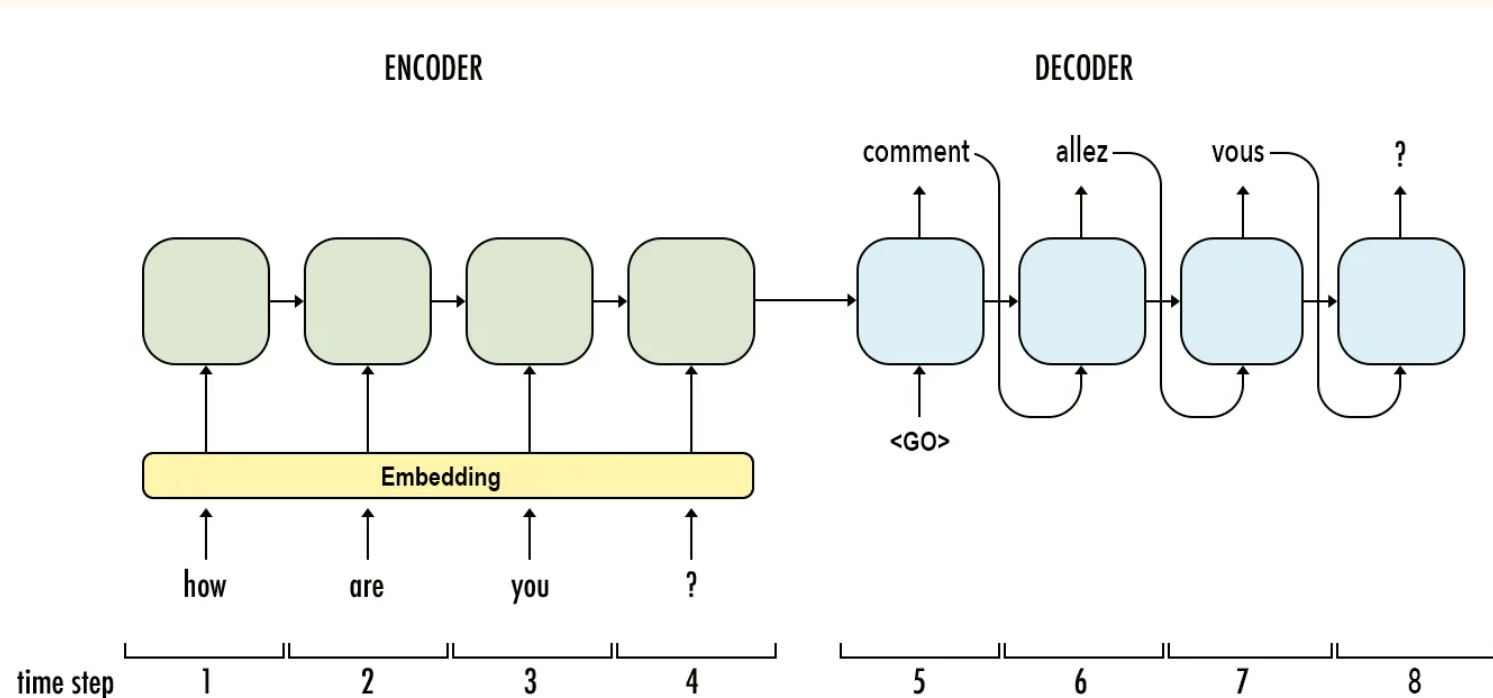 ENCODER DECODER
comment allez vous ?
<GO>
Embedding
how are you ?
time step 1 2 3 4 5 6 7 8